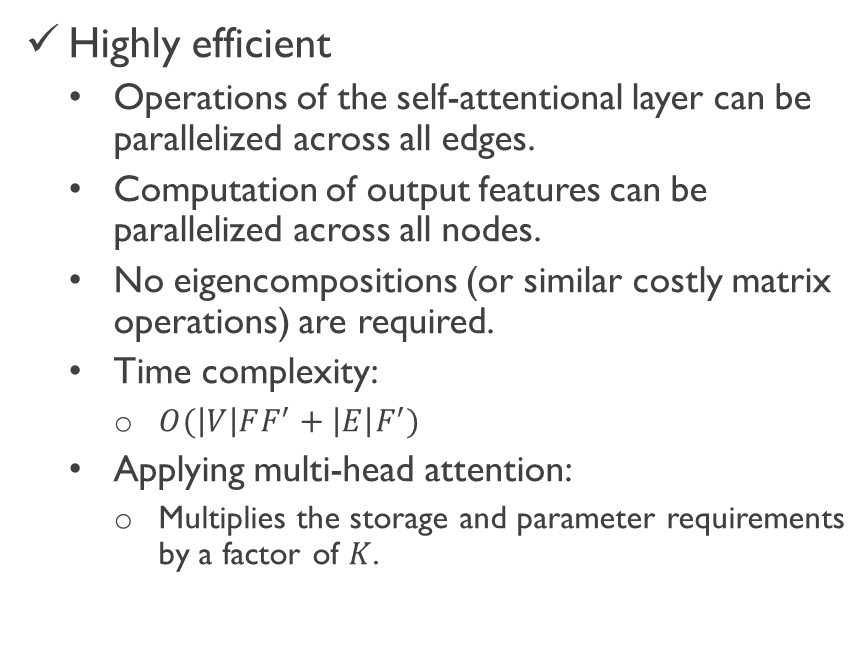 ✓ Highly efficient
• Operations of the self-attentional layer can be
parallelized across all edges.
• Computation of output features can be
parallelized across all nodes.
• No eigencompositions (or similar costly matrix
operations) are required.
• Time complexity:
o O(|V|FF′ + |E|F′)
• Applying multi-head attention:
o Multiplies the storage and parameter requirements
by a factor of K.